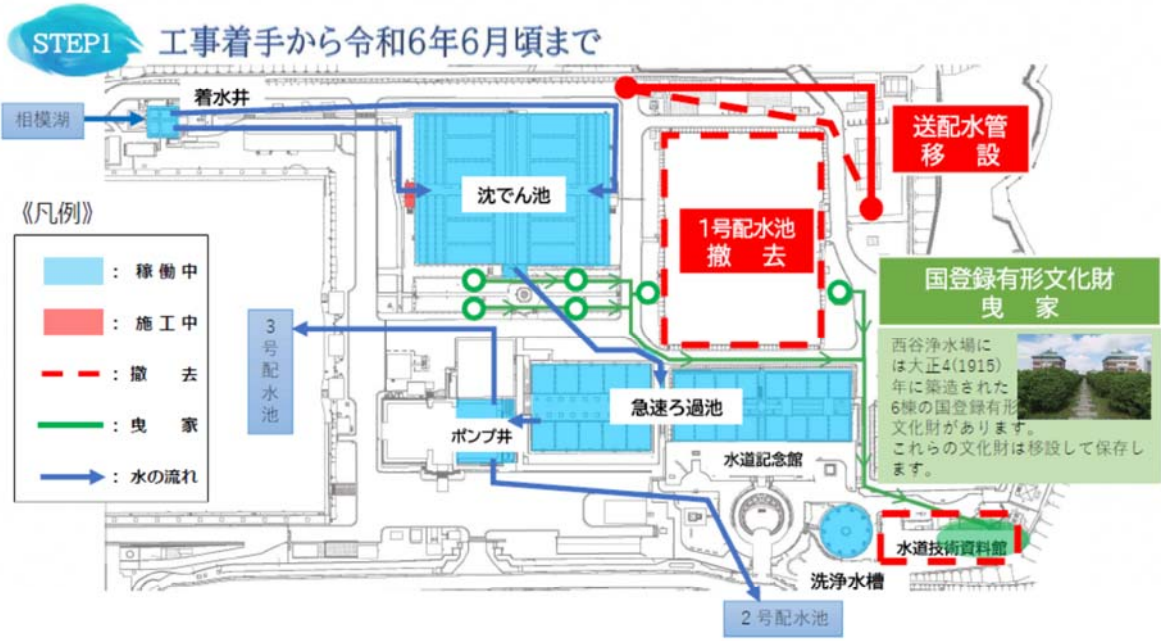 STEP1 工事着手から令和6年6月頃まで
着水井
相模湖
送配水管
移 設
沈でん池
《凡例》
1号配水池
撤 去
: 稼働中
: 施工中
: 撤 去
: 曳 家
: 水の流れ
国登録有形文化財
曳 家
西谷浄水場に
は大正4(1915)
年に築造された
6棟の国登録有形
文化財があります。
これらの文化財は移設して保存し
ます。
3号配水池
急速ろ過池
ポンプ井
水道記念館
水道技術資料館
洗浄水槽
2号配水池